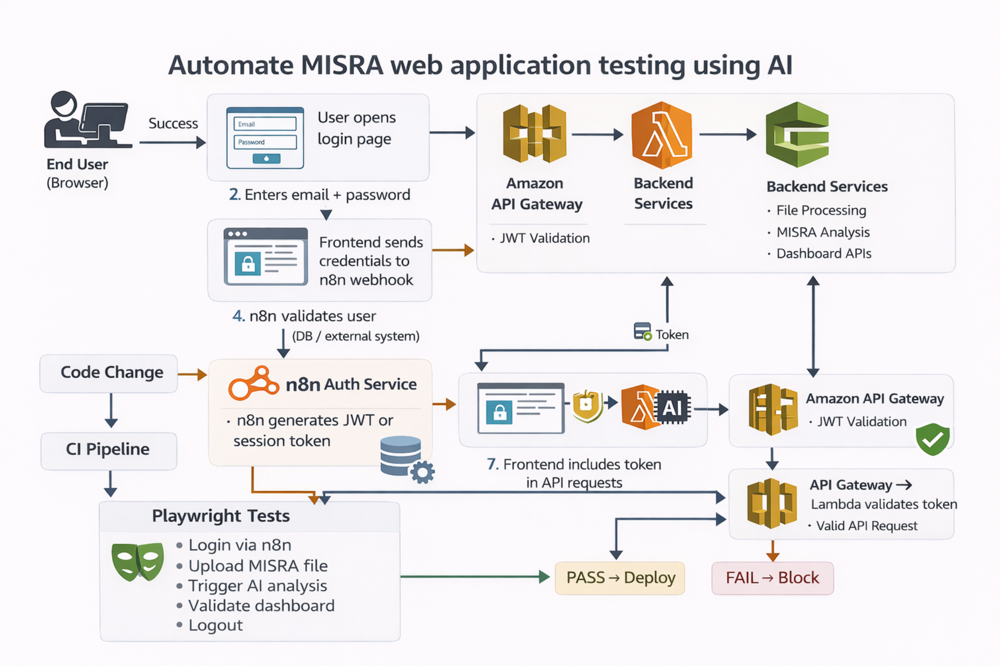 Automate MISRA web application testing using AI
End User
(Browser)
Success
Email
Password
User opens
login page
2. Enters email + password
Frontend sends
credentials to
n8n webhook
4. n8n validates user
(DB / external system)
Amazon
API Gateway
· JWT Validation
Backend
Services
Backend Services
· File Processing
· MISRA Analysis
· Dashboard APIs
Token
Code Change
CI Pipeline
n8n Auth Service
· n8n generates JWT or
session token
AI
7. Frontend includes token
in API requests
Amazon API Gateway
· JWT Validation
API Gateway →
Lambda validates token
· Valid API Request
Playwright Tests
• Login via n8n
• Upload MISRA file
• Trigger AI analysis
• Validate dashboard
• Logout
PASS → Deploy
FAIL → Block